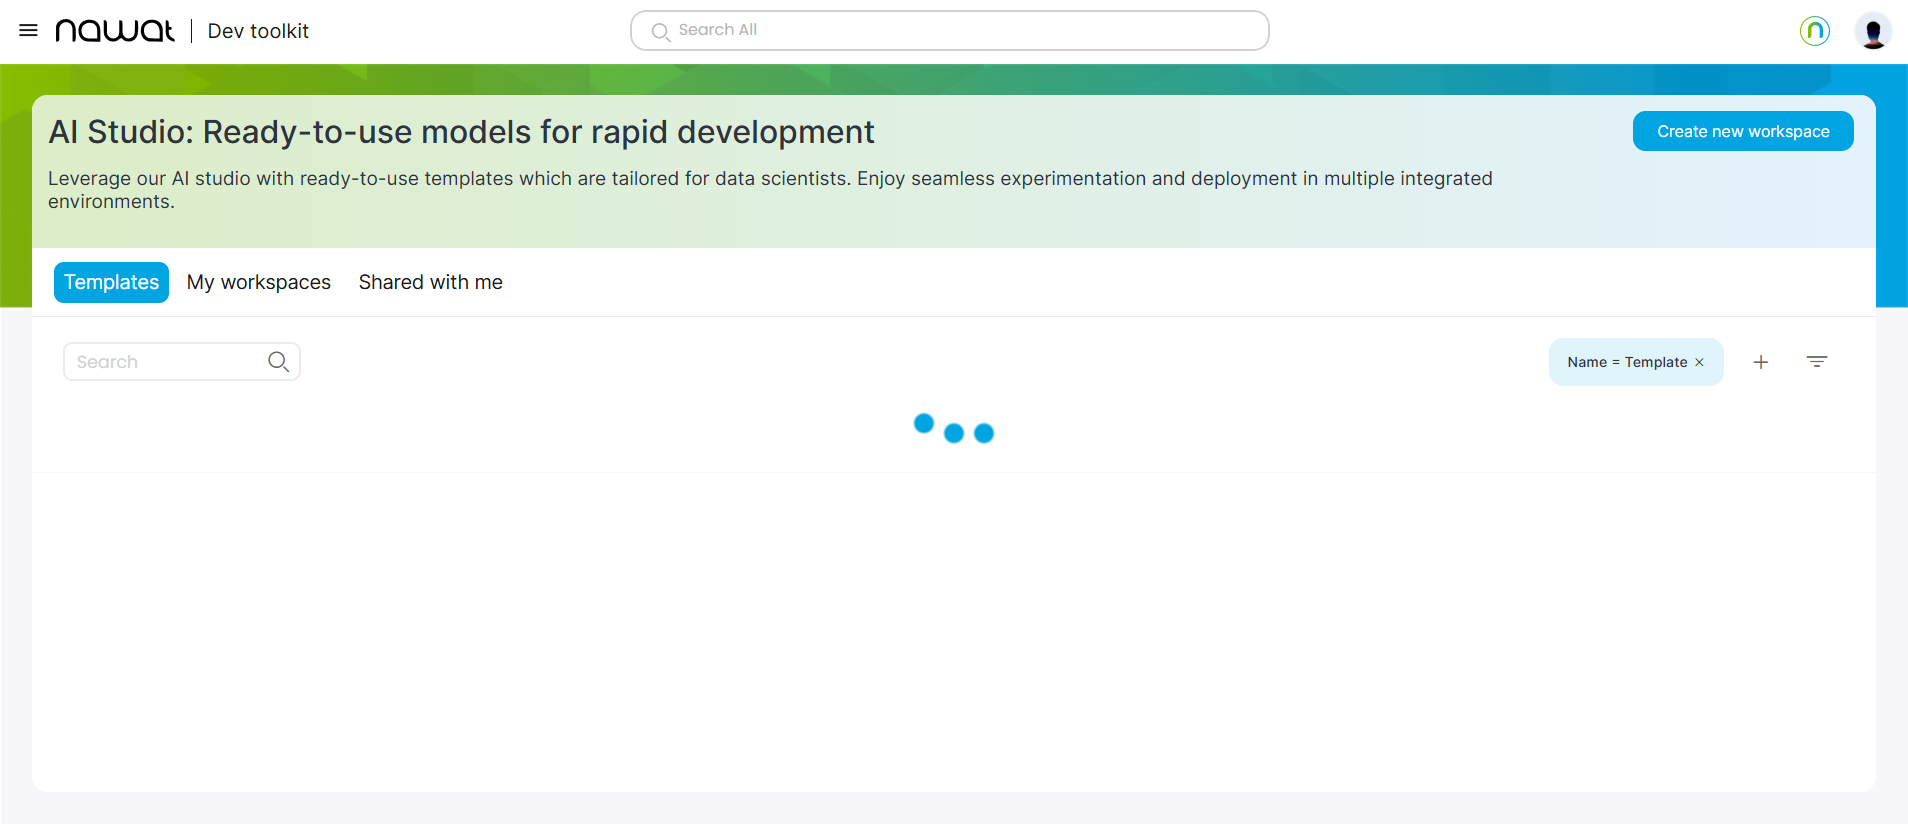 nawat
Dev toolkit
Search All
n
AI Studio: Ready-to-use models for rapid development
Create new workspace
Leverage our AI studio with ready-to-use templates which are tailored for data scientists. Enjoy seamless experimentation and deployment in multiple integrated
environments.
Templates
My workspaces
Shared with me
Search
Name = Template ×